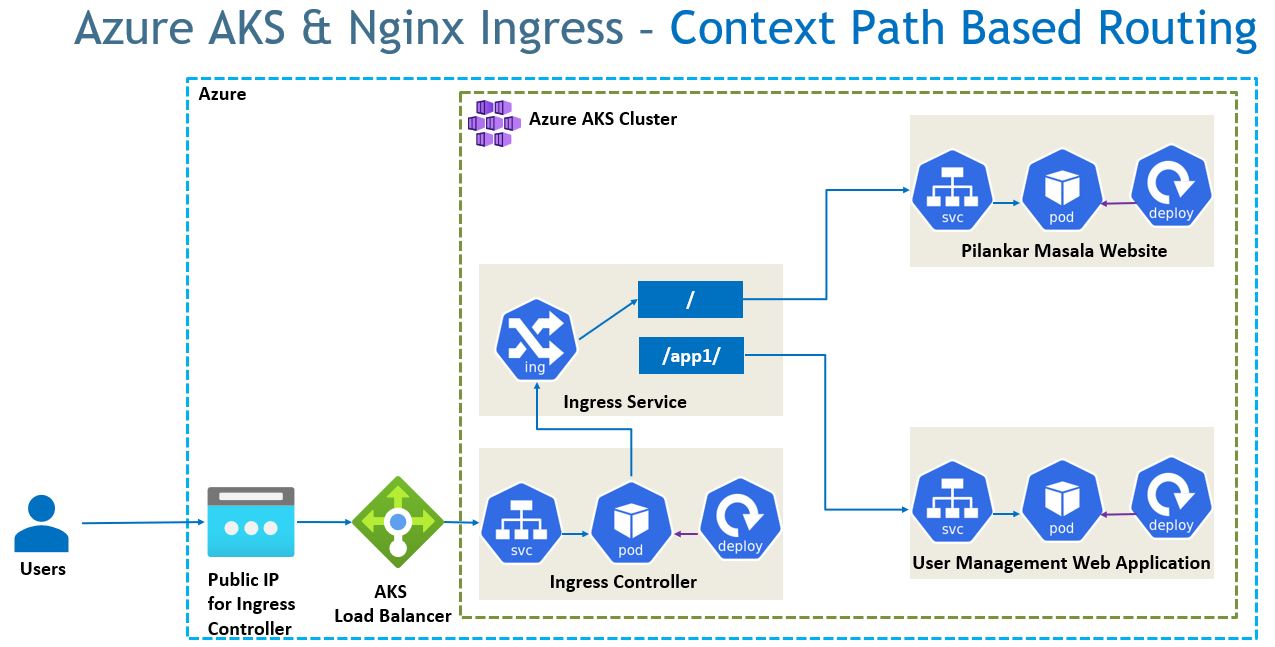 Azure AKS & Nginx Ingress - Context Path Based Routing
Azure
Azure AKS Cluster
svc
pod
deploy
Pilankar Masala Website
/
ing
/app1/
Ingress Service
svc
pod
deploy
User Management Web Application
svc
pod
deploy
Ingress Controller
Users
Public IP
for Ingress
Controller
AKS
Load Balancer